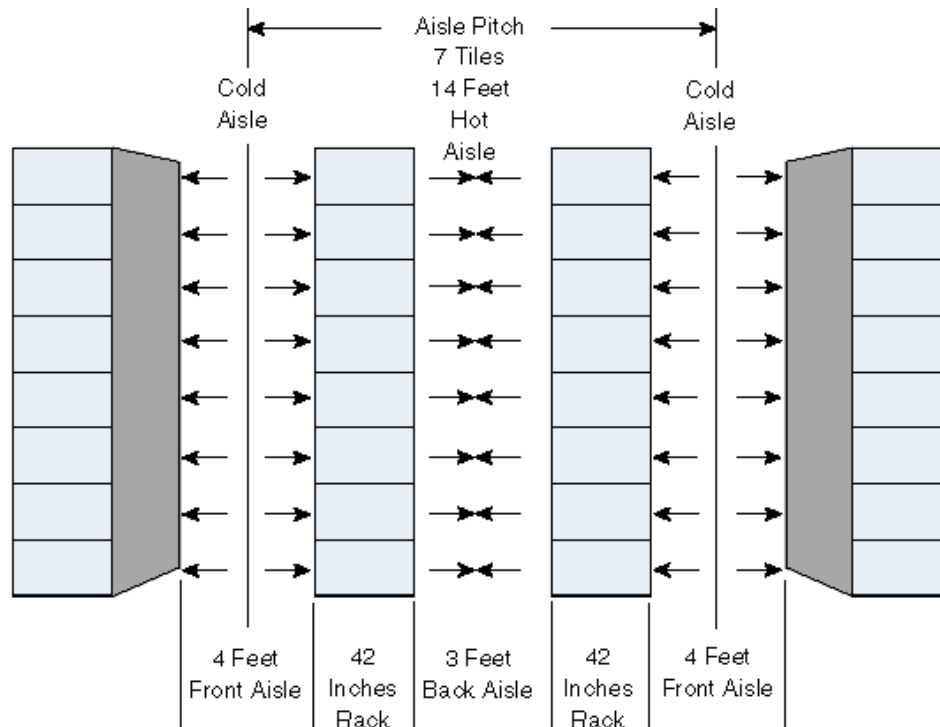 Aisle Pitch
7 Tiles
14 Feet
Hot
Aisle
Cold
Aisle
Cold
Aisle
4 Feet
Front Aisle
42
Inches
Rack
3 Feet
Back Aisle
42
Inches
Rack
4 Feet
Front Aisle